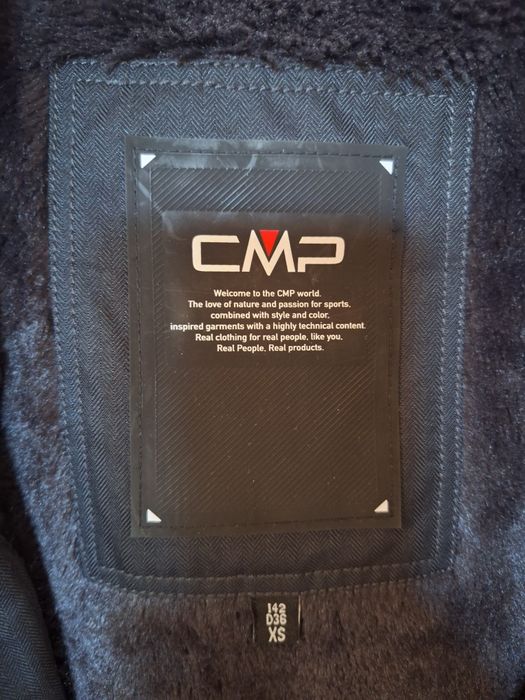 CMP
Welcome to the CMP world.
The love of nature and passion for sports,
combined with style and color,
inspired garments with a highly technical content.
Real clothing for real people, like you.
Real People. Real products.
142
D36
XS